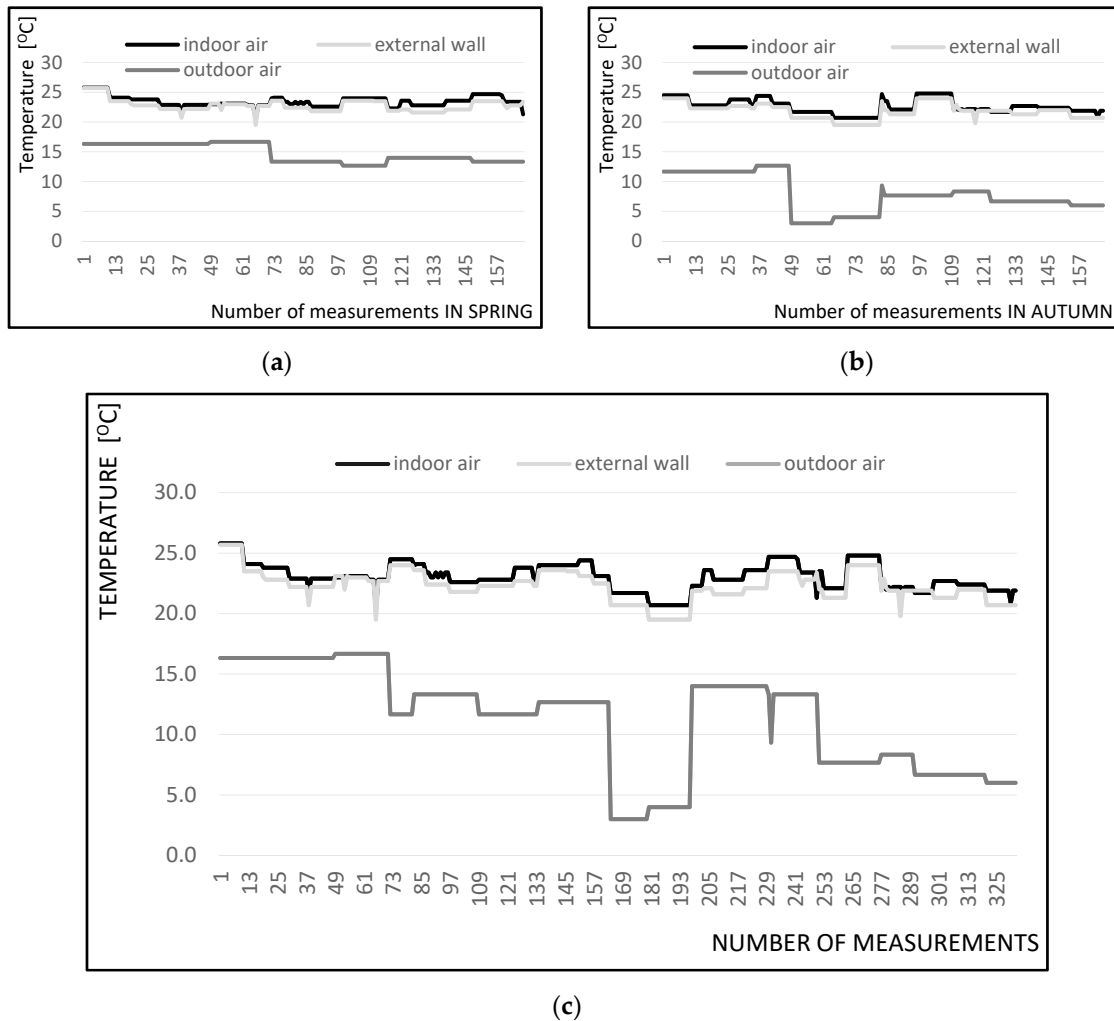 Temperature [⁰C]
indoor air
external wall
outdoor air
30
25
20
15
10
5
0
1 13 25 37 49 61 73 85 97 109 121 133 145 157
Number of measurements IN SPRING
(a)
Temperature [⁰C]
indoor air
external wall
outdoor air
30
25
20
15
10
5
0
1 13 25 37 49 61 73 85 97 109 121 133 145 157
Number of measurements IN AUTUMN
(b)
TEMPERATURE [⁰C]
indoor air external wall outdoor air
30.0
25.0
20.0
15.0
10.0
5.0
0.0
1 13 25 37 49 61 73 85 97 109 121 133 145 157 169 181 193 205 217 229 241 253 265 277 289 301 313 325
NUMBER OF MEASUREMENTS
(c)